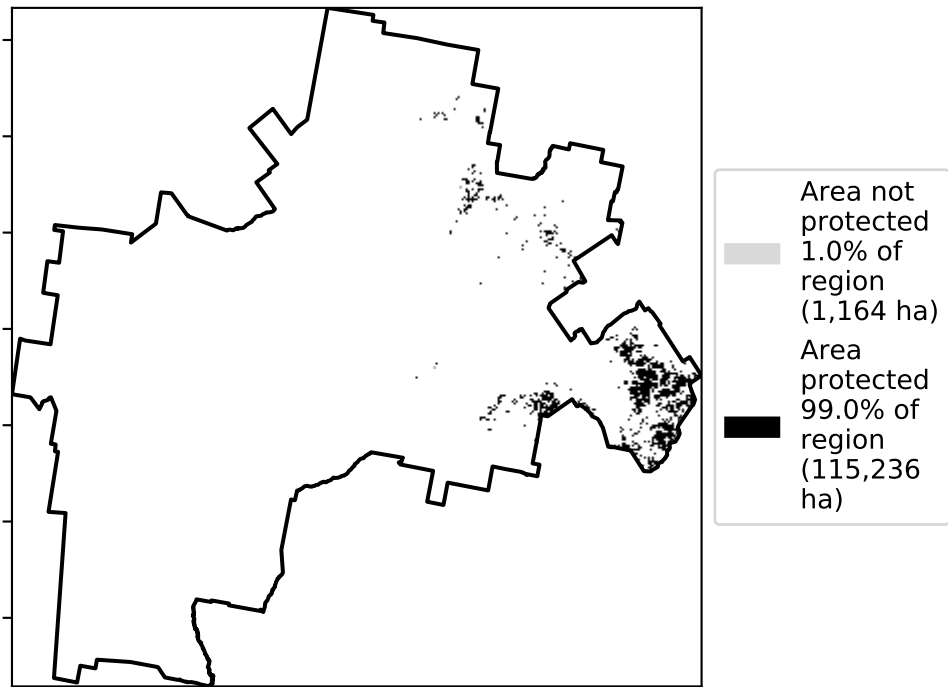 Area not
protected
1.0% of
region
(1,164 ha)
Area
protected
99.0% of
region
(115,236
ha)